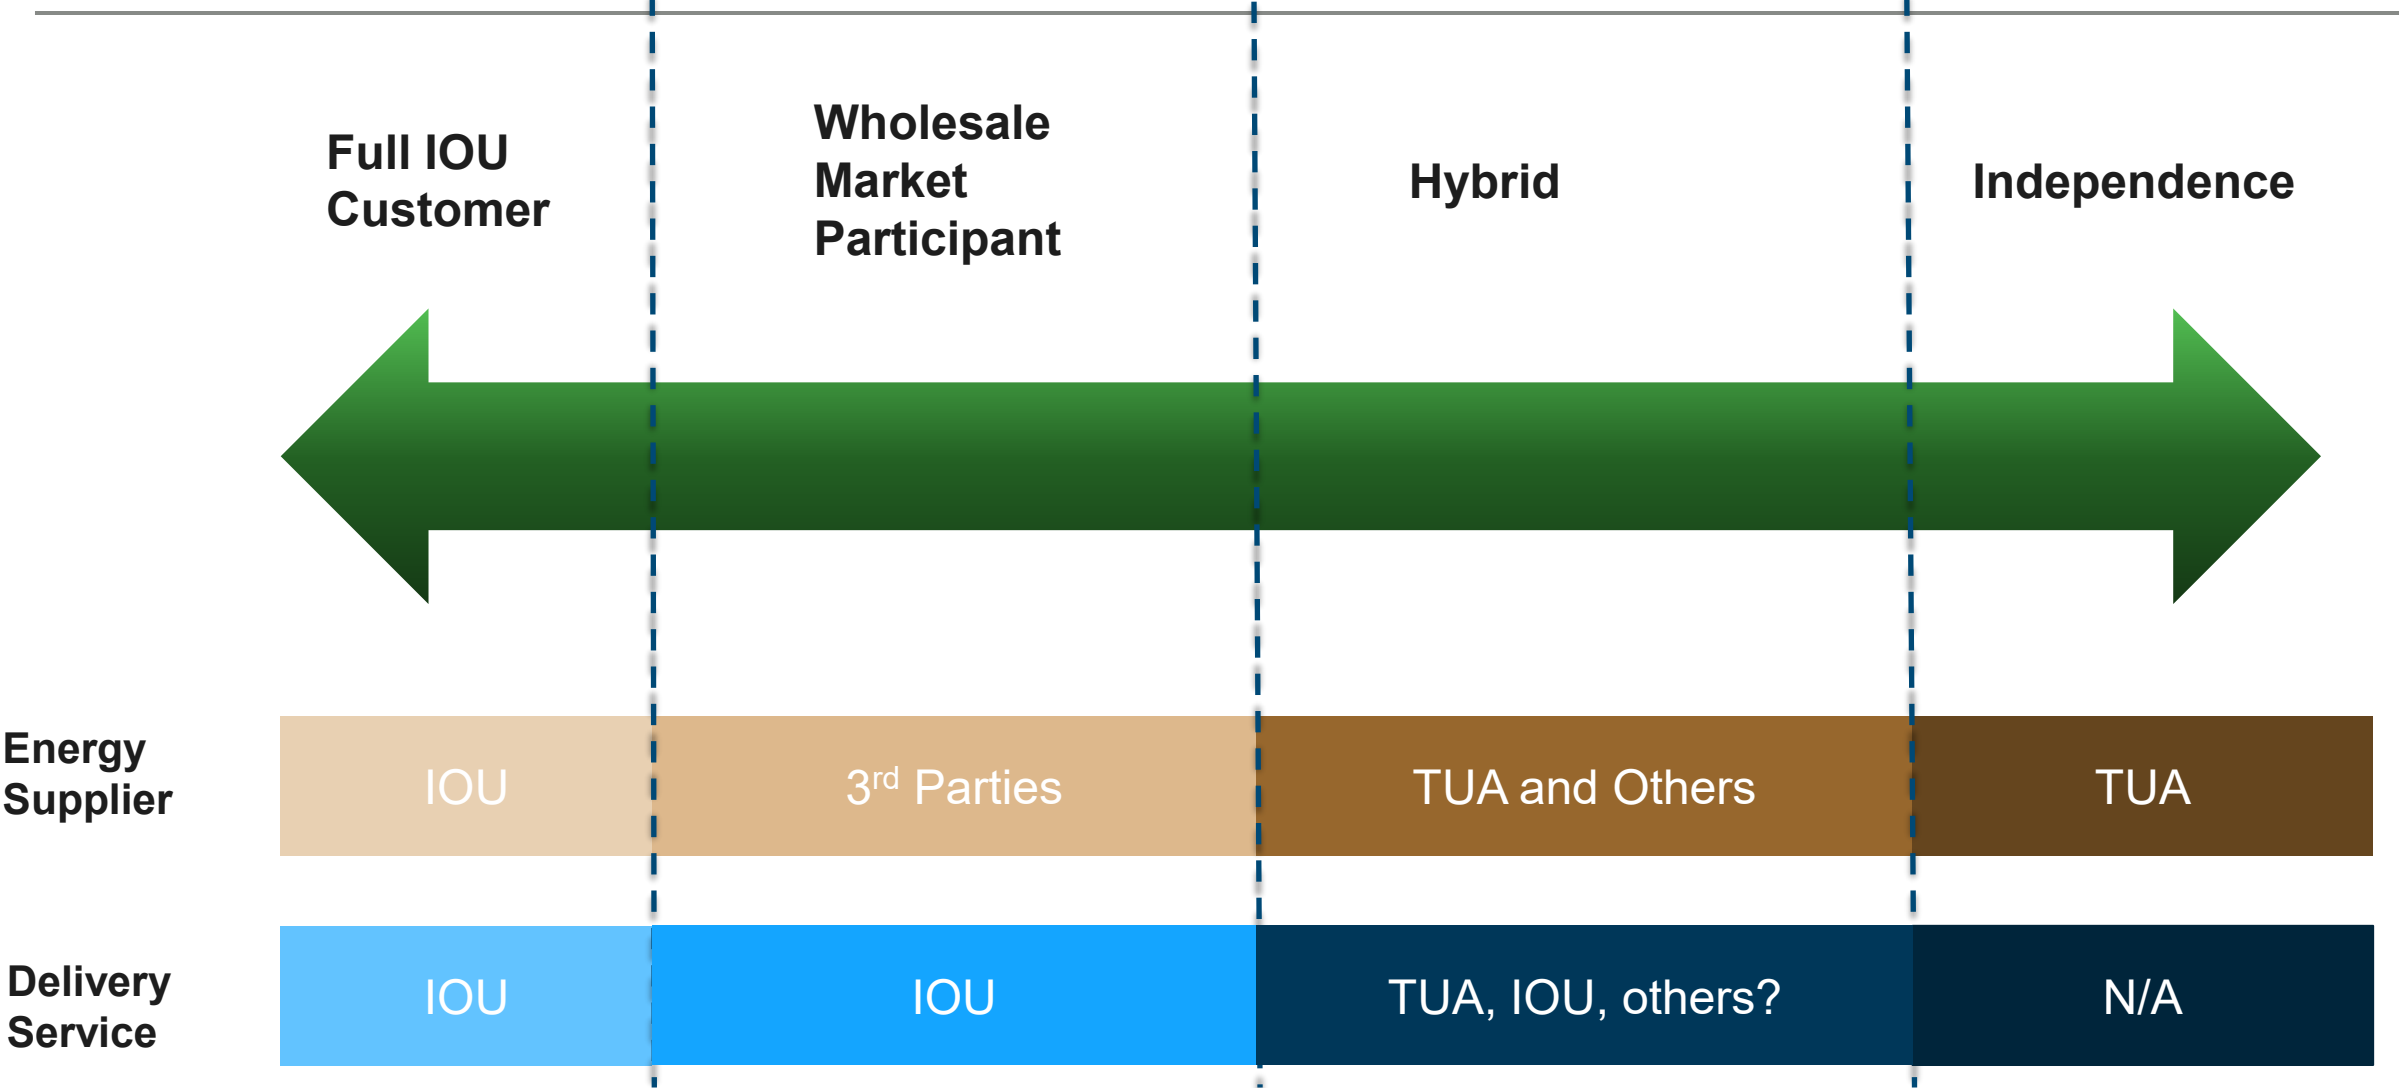 Full IOU
Customer
Wholesale
Market
Participant
Hybrid
Independence
Energy
Supplier
IOU
3rd Parties
TUA and Others
TUA
Delivery
Service
IOU
IOU
TUA, IOU, others?
N/A